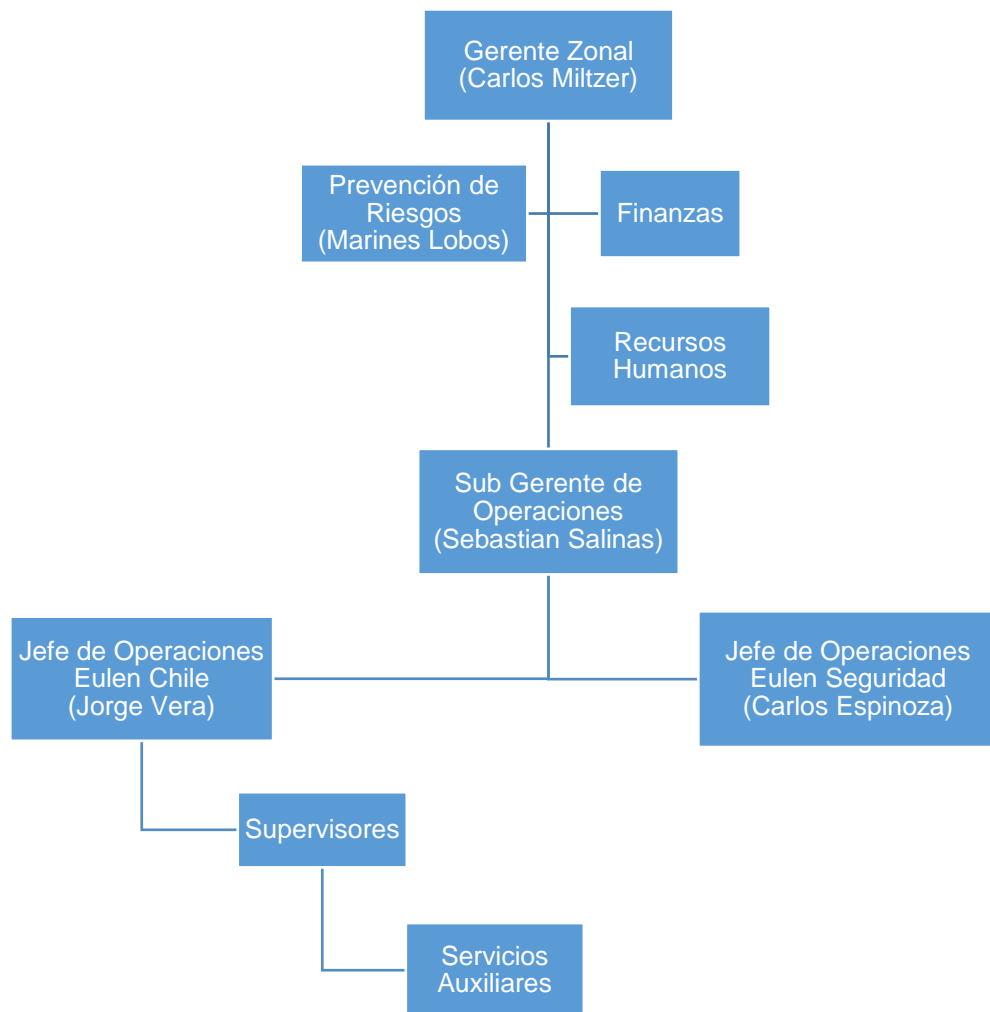 Gerente Zonal
(Carlos Miltzer)
Prevención de
Riesgos
(Marines Lobos)
Finanzas
Recursos
Humanos
Sub Gerente de
Operaciones
(Sebastian Salinas)
Jefe de Operaciones
Eulen Chile
(Jorge Vera)
Jefe de Operaciones
Eulen Seguridad
(Carlos Espinoza)
Supervisores
Servicios
Auxiliares